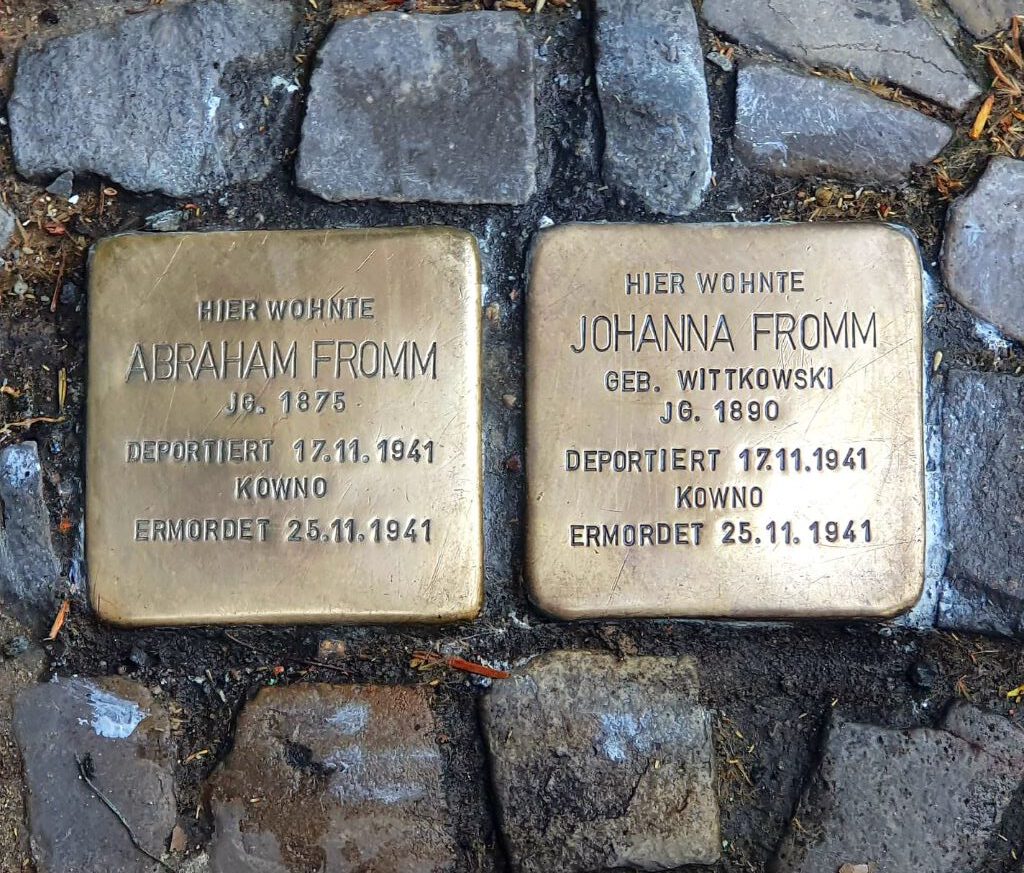 HIER WOHNTE
ABRAHAM FROMM
JG. 1875
DEPORTIERT 17.11.1941
KOWNO
ERMORDET 25.11.1941
HIER WOHNTE
JOHANNA FROMM
GEB. WITTKOWSKI
JG. 1890
DEPORTIERT 17.11.1941
KOWNO
ERMORDET 25.11.1941